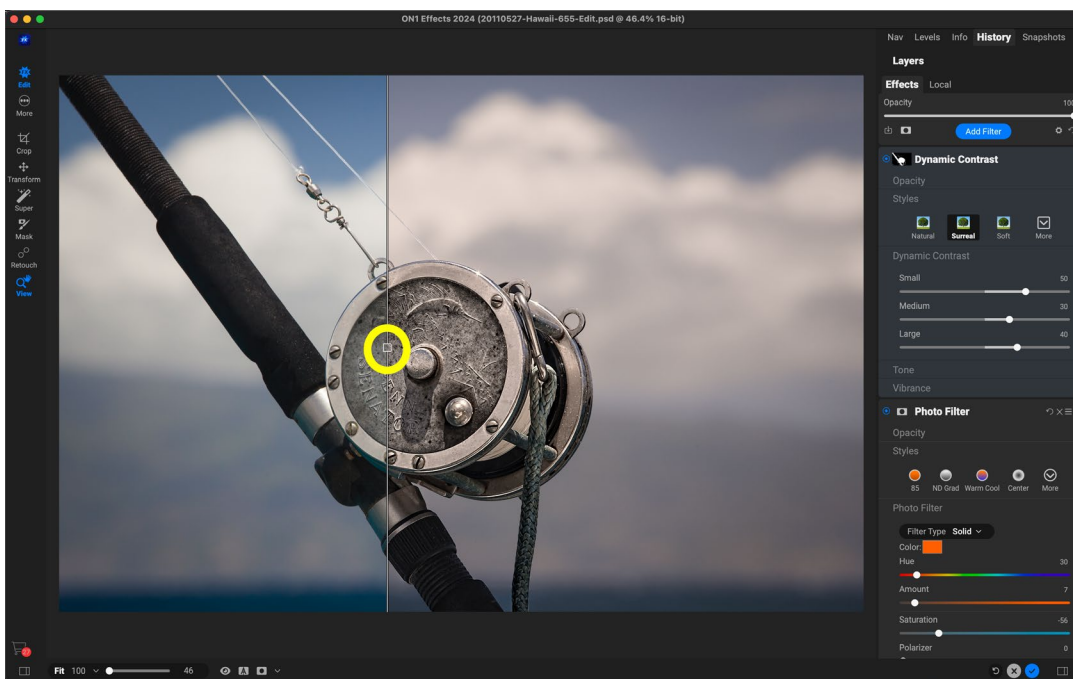 ON1 Effects 2024 (20110527-Hawaii-655-Edit.psd @ 46.4% 16-bit)
Nav Levels Info History Snapshots
Layers
Effects Local
Opacity 100
Add Filter
Dynamic Contrast
Opacity
Styles
Natural Surreal Soft More
Dynamic Contrast
Small 50
Medium 30
Large 40
Tone
Vibrance
Photo Filter
Opacity
Styles
85 ND Grad Warm Cool Center More
Photo Filter
Filter Type Solid
Color:
Hue 30
Amount 7
Saturation -56
Polarizer 0
Edit
More
Crop
Transform
Super
Mask
Retouch
View
27
Fit 100 46